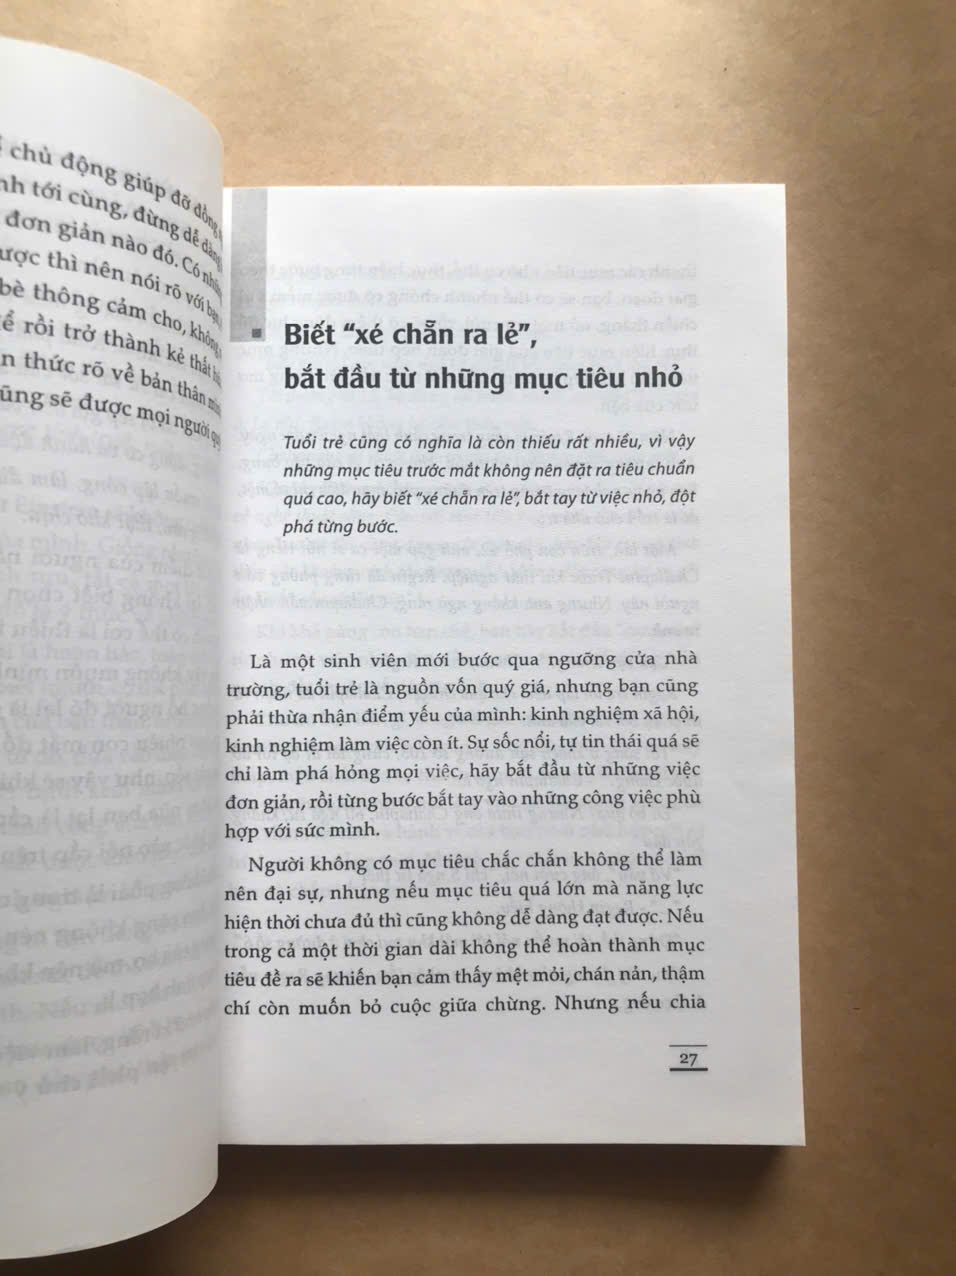 chủ động giúp đỡ đồng
tới cùng, đừng dễ dàng
đơn giản nào đó. Có
thì nên nói rõ với bạn
bè thông cảm cho, không
rồi trở thành kẻ thất
thức rõ về bản thân
sẽ được mọi người
Biết “xé chẵn ra lẻ”,
bắt đầu từ những mục tiêu nhỏ
Tuổi trẻ cũng có nghĩa là còn thiếu rất nhiều, vì vậy
những mục tiêu trước mắt không nên đặt ra tiêu chuẩn
quá cao, hãy biết “xé chẵn ra lẻ”, bắt tay từ việc nhỏ, đột
phá từng bước.
Là một sinh viên mới bước qua ngưỡng cửa nhà
trường, tuổi trẻ là nguồn vốn quý giá, nhưng bạn cũng
phải thừa nhận điểm yếu của mình: kinh nghiệm xã hội,
kinh nghiệm làm việc còn ít. Sự sốc nổi, tự tin thái quá sẽ
chỉ làm phá hỏng mọi việc, hãy bắt đầu từ những việc
đơn giản, rồi từng bước bắt tay vào những công việc phù
hợp với sức mình.
Người không có mục tiêu chắc chắn không thể làm
nên đại sự, nhưng nếu mục tiêu quá lớn mà năng lực
hiện thời chưa đủ thì cũng không dễ dàng đạt được. Nếu
trong cả một thời gian dài không thể hoàn thành mục
tiêu đề ra sẽ khiến bạn cảm thấy mệt mỏi, chán nản, thậm
chí còn muốn bỏ cuộc giữa chừng. Nhưng nếu chia
27